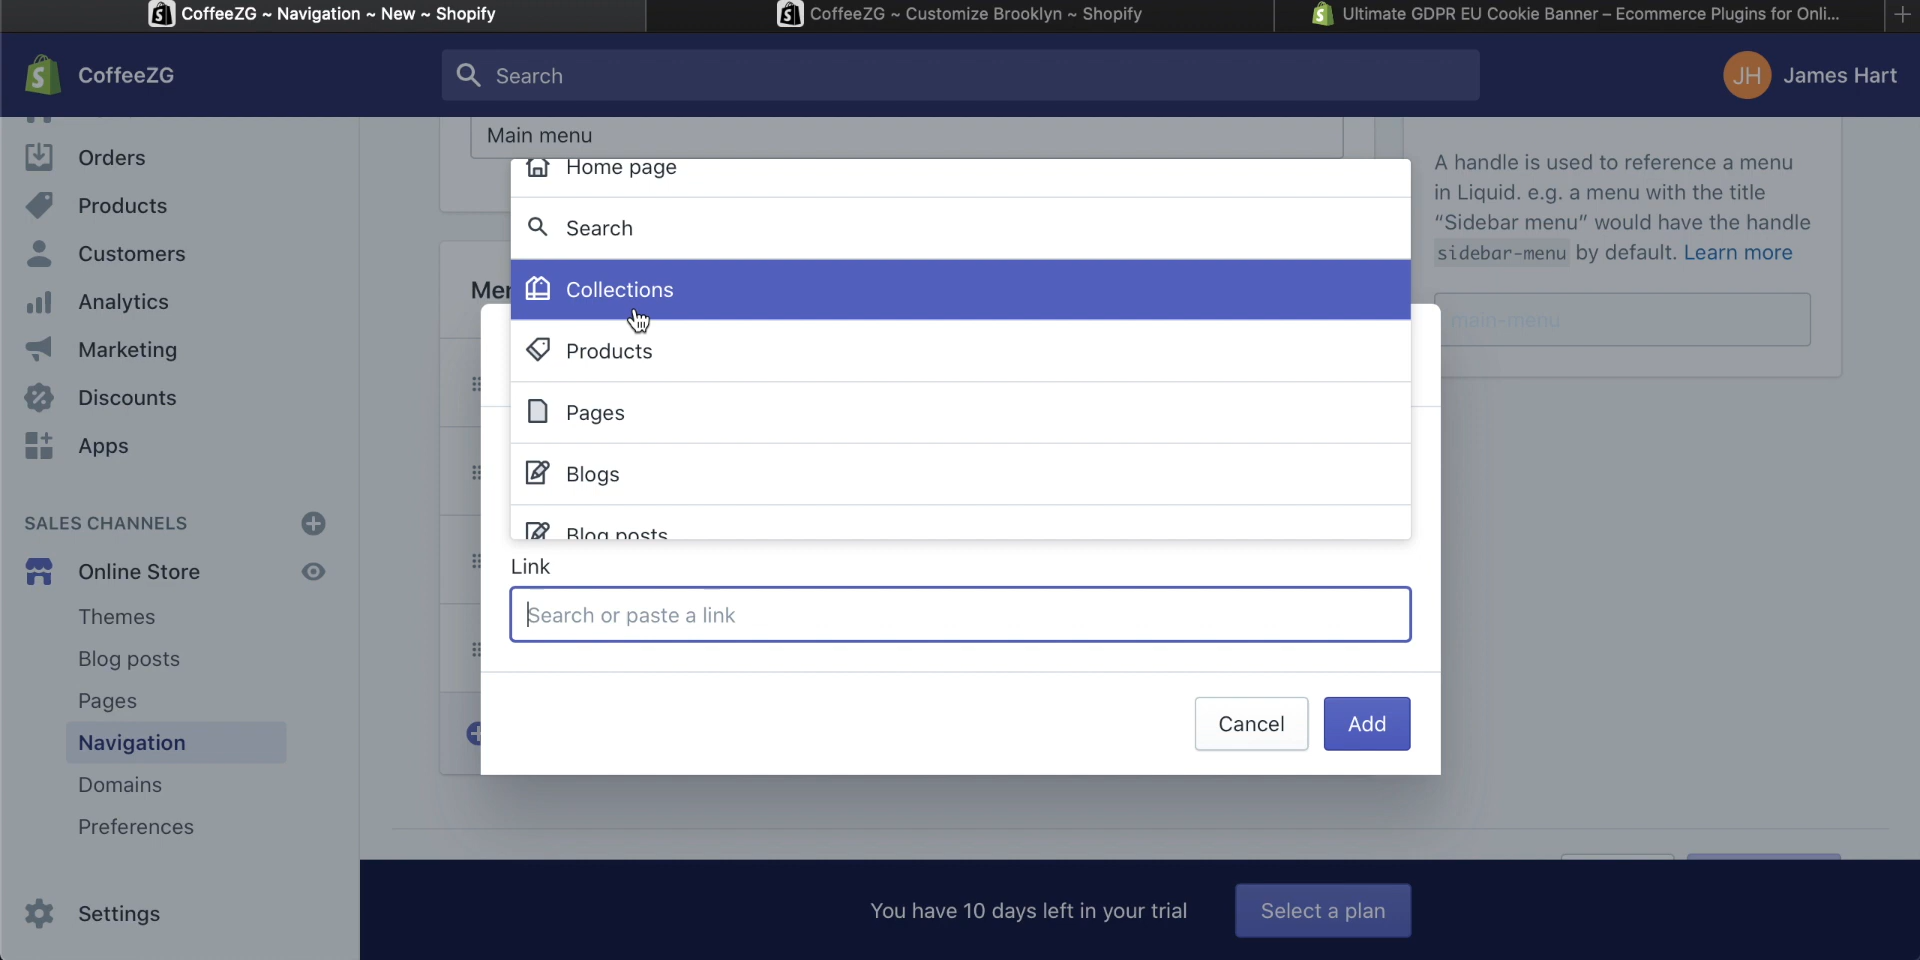 CoffeeZG ~ Navigation ~ New ~ Shopify
CoffeeZG ~ Customize Brooklyn ~ Shopify
Ultimate GDPR EU Cookie Banner – Ecommerce Plugins for Onli...
CoffeeZG
Search
JH
James Hart
Orders
Products
Customers
Analytics
Marketing
Discounts
Apps
SALES CHANNELS
Online Store
Themes
Blog posts
Pages
Navigation
Domains
Preferences
Settings
Main menu
Men
Home page
Search
Collections
Products
Pages
Blogs
Blog posts
Link
Search or paste a link
Cancel
Add
A handle is used to reference a menu
in Liquid. e.g. a menu with the title
“Sidebar menu” would have the handle
sidebar-menu by default. Learn more
main-menu
You have 10 days left in your trial
Select a plan